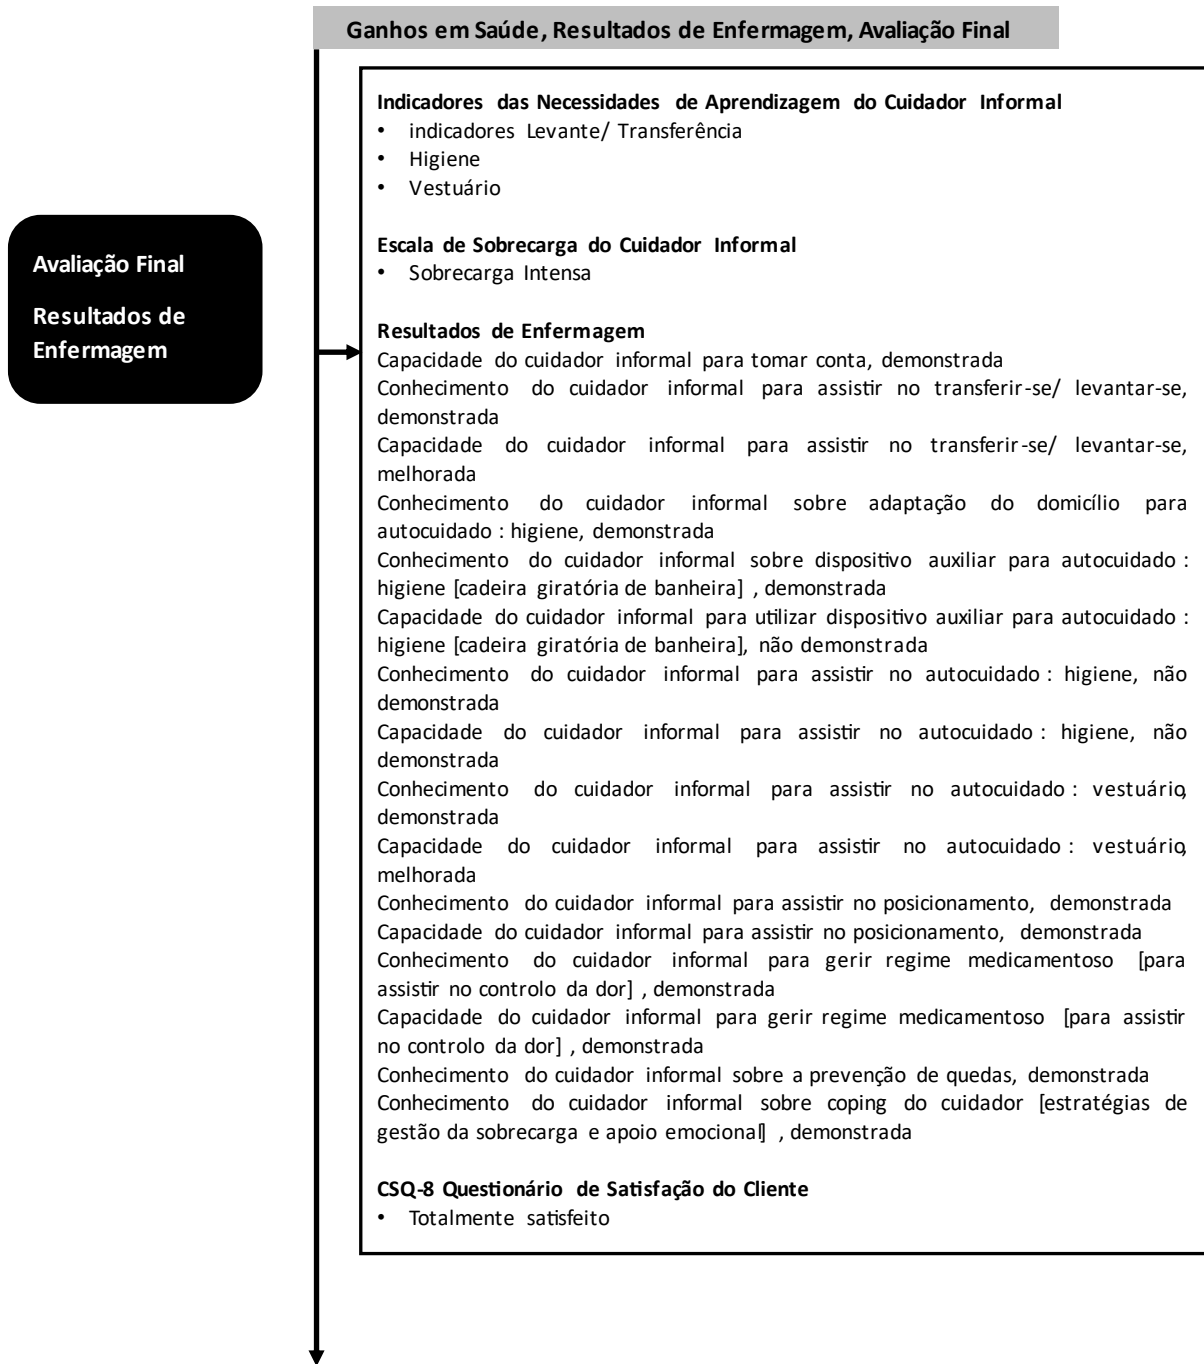 Ganhos em Saúde, Resultados de Enfermagem, Avaliação Final
Avaliação Final
Resultados de
Enfermagem
Indicadores das Necessidades de Aprendizagem do Cuidador Informal
• indicadores Levante/ Transferência
• Higiene
• Vestuário
Escala de Sobrecarga do Cuidador Informal
• Sobrecarga Intensa
Resultados de Enfermagem
Capacidade do cuidador informal para tomar conta, demonstrada
Conhecimento do cuidador informal para assistir no transferir-se/ levantar-se,
demonstrada
Capacidade do cuidador informal para assistir no transferir-se/ levantar-se,
melhorada
Conhecimento do cuidador informal sobre adaptação do domicílio para
autocuidado : higiene, demonstrada
Conhecimento do cuidador informal sobre dispositivo auxiliar para autocuidado :
higiene [cadeira giratória de banheira] , demonstrada
Capacidade do cuidador informal para utilizar dispositivo auxiliar para autocuidado :
higiene [cadeira giratória de banheira], não demonstrada
Conhecimento do cuidador informal para assistir no autocuidado : higiene, não
demonstrada
Capacidade do cuidador informal para assistir no autocuidado : higiene, não
demonstrada
Conhecimento do cuidador informal para assistir no autocuidado : vestuário,
demonstrada
Capacidade do cuidador informal para assistir no autocuidado : vestuário,
melhorada
Conhecimento do cuidador informal para assistir no posicionamento, demonstrada
Capacidade do cuidador informal para assistir no posicionamento, demonstrada
Conhecimento do cuidador informal para gerir regime medicamentoso [para
assistir no controlo da dor] , demonstrada
Capacidade do cuidador informal para gerir regime medicamentoso [para assistir
no controlo da dor] , demonstrada
Conhecimento do cuidador informal sobre a prevenção de quedas, demonstrada
Conhecimento do cuidador informal sobre coping do cuidador [estratégias de
gestão da sobrecarga e apoio emocional] , demonstrada
CSQ-8 Questionário de Satisfação do Cliente
• Totalmente satisfeito